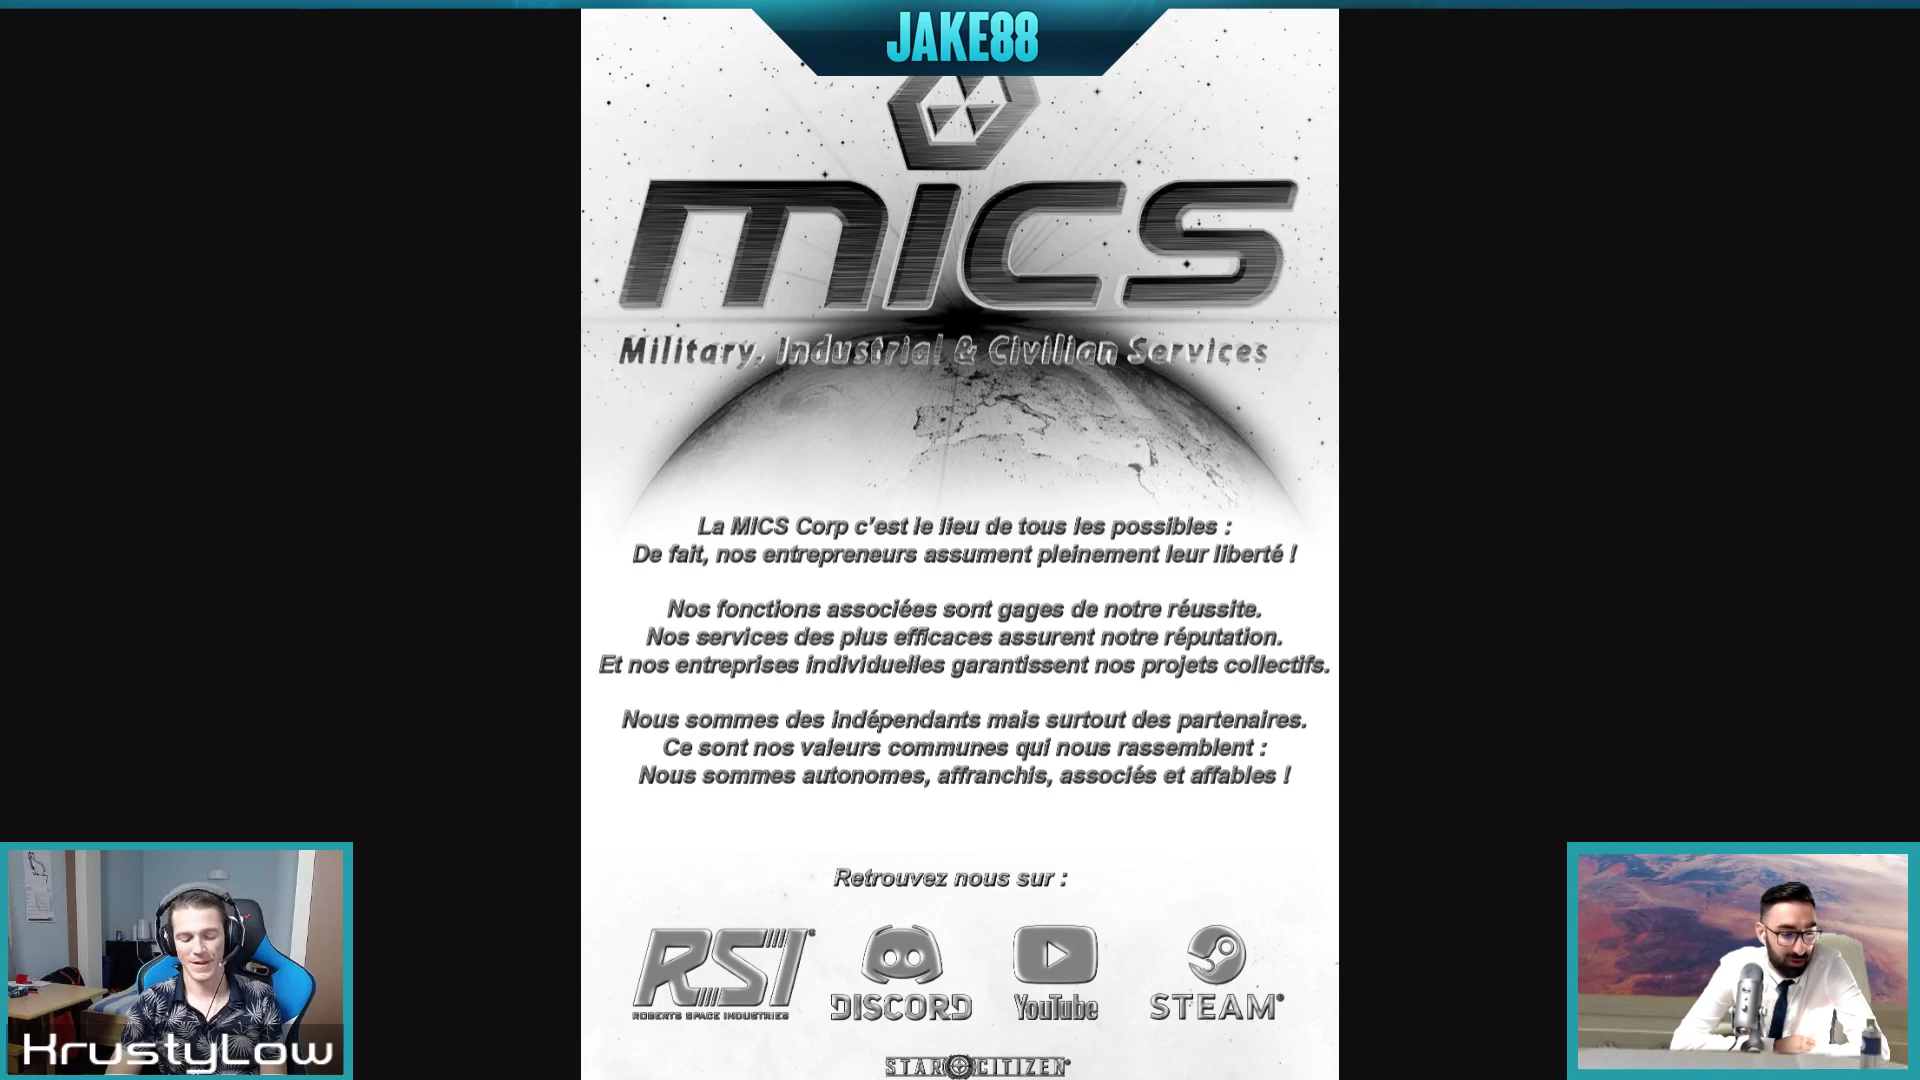 JAKE88
MICS
Military, Industrial & Civilian Services
La MICS Corp c'est le lieu de tous les possibles :
De fait, nos entrepreneurs assument pleinement leur liberté !
Nos fonctions associées sont gages de notre réussite.
Nos services des plus efficaces assurent notre réputation.
Et nos entreprises individuelles garantissent nos projets collectifs.
Nous sommes des indépendants mais surtout des partenaires.
Ce sont nos valeurs communes qui nous rassemblent :
Nous sommes autonomes, affranchis, associés et affables !
Retrouvez nous sur :
RSI®
ROBERTS SPACE INDUSTRIES
DISCORD
YouTube
STEAM®
STAR CITIZEN®
KrustyLow